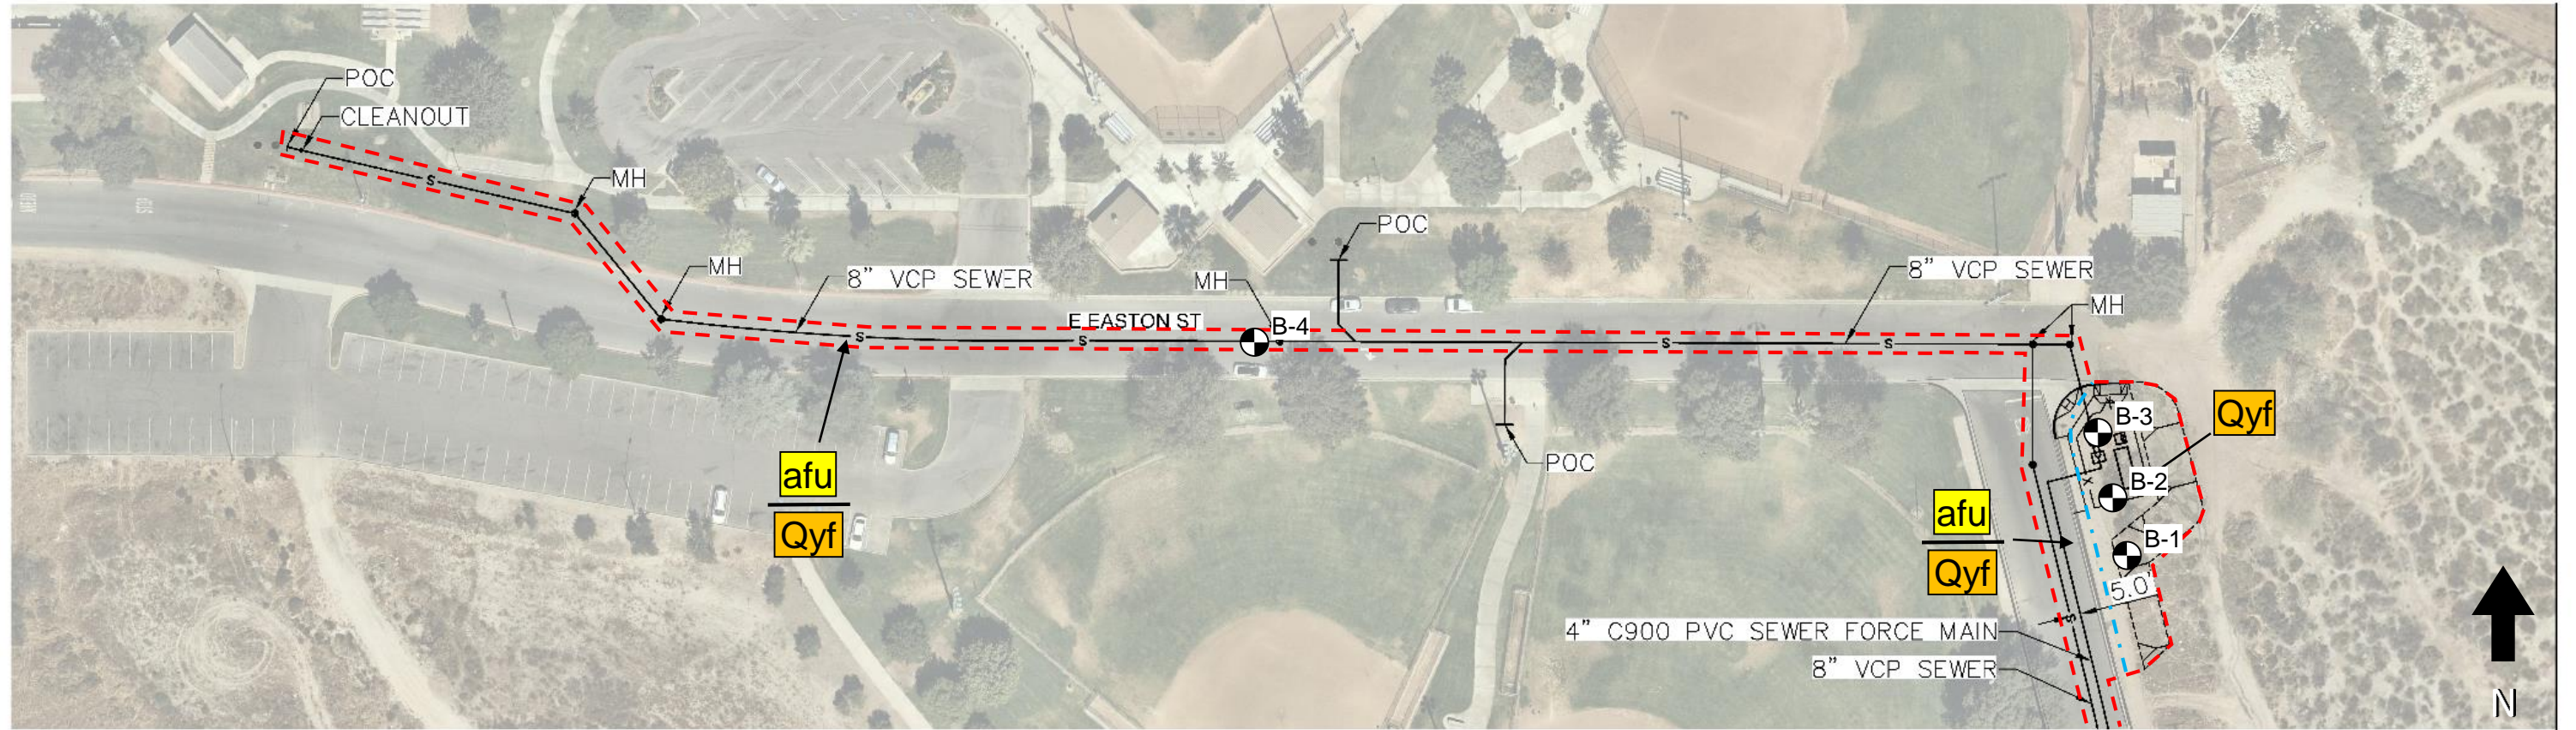 POC
CLEANOUT
S
MH
STOP
MH
8" VCP SEWER
S
E EASTON ST
S
MH
B-4
POC
S
8" VCP SEWER
S
MH
POC
B-3
Qyf
B-2
B-1
afu
Qyf
afu
Qyf
5.0'
S
4" C900 PVC SEWER FORCE MAIN
8" VCP SEWER
N